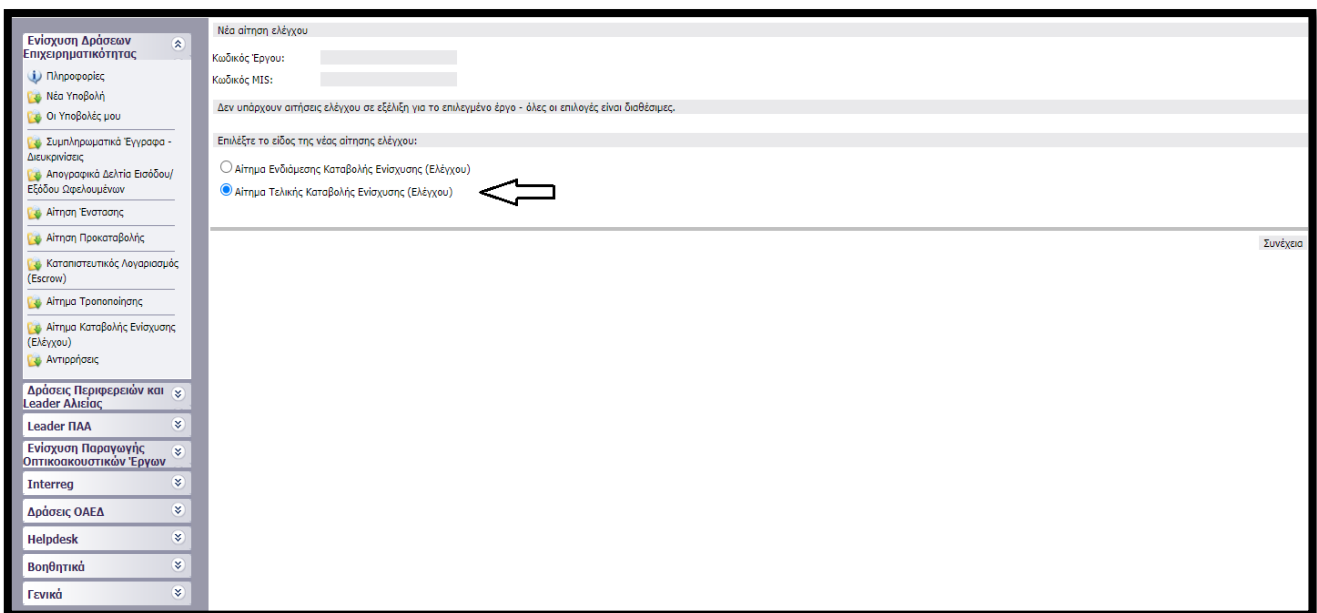 Ενίσχυση Δράσεων
Επιχειρηματικότητας
Πληροφορίες
Νέα Υποβολή
Οι Υποβολές μου
Συμπληρωματικά Έγγραφα -
Διευκρινίσεις
Απογραφικά Δελτία Εισόδου/
Εξόδου Ωφελουμένων
Αίτηση Ένστασης
Αίτηση Προκαταβολής
Καταπιστευτικός Λογαριασμός
(Escrow)
Αίτημα Τροποποίησης
Αίτημα Καταβολής Ενίσχυσης
(Ελέγχου)
Αντιρρήσεις
Δράσεις Περιφερειών και
Leader Αλιείας
Leader ΠΑΑ
Ενίσχυση Παραγωγής
Οπτικοακουστικών Έργων
Interreg
Δράσεις ΟΑΕΔ
Helpdesk
Βοηθητικά
Γενικά
Νέα αίτηση ελέγχου
Κωδικός Έργου:
Κωδικός MIS:
Δεν υπάρχουν αιτήσεις ελέγχου σε εξέλιξη για το επιλεγμένο έργο - όλες οι επιλογές είναι διαθέσιμες.
Επιλέξτε το είδος της νέας αίτησης ελέγχου:
Αίτημα Ενδιάμεσης Καταβολής Ενίσχυσης (Ελέγχου)
Αίτημα Τελικής Καταβολής Ενίσχυσης (Ελέγχου)
Συνέχεια